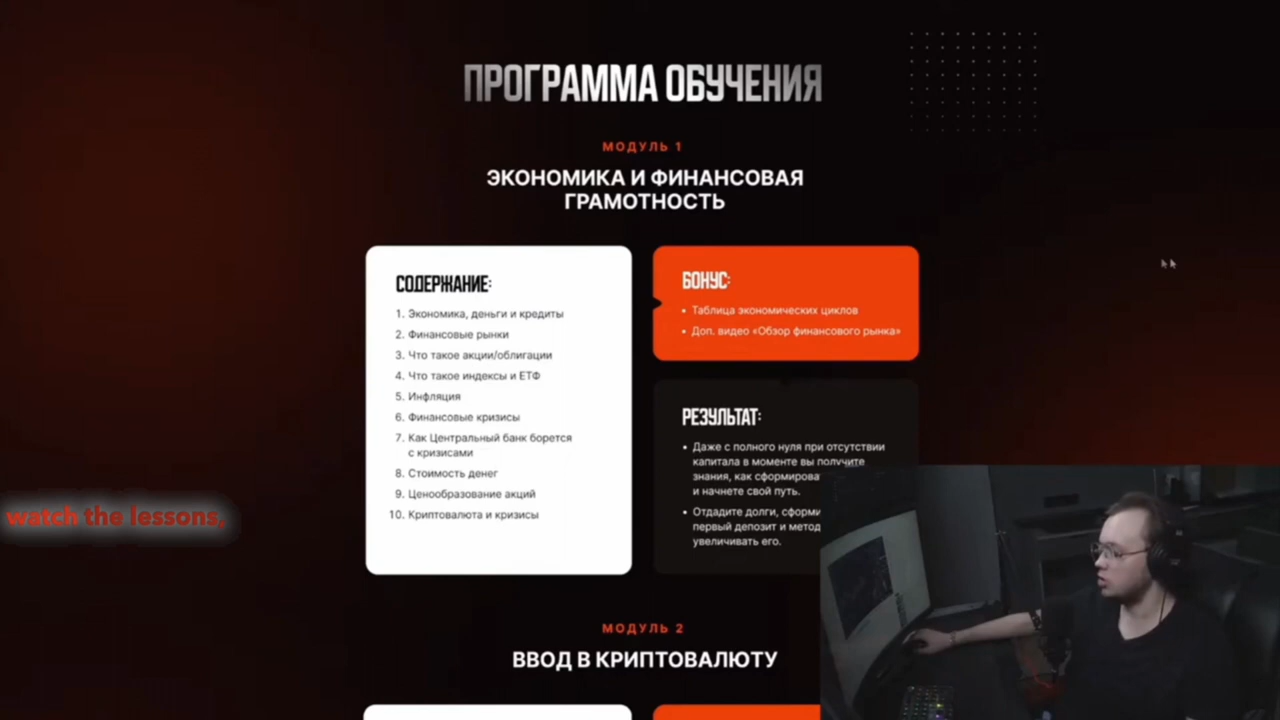 ПРОГРАММА ОБУЧЕНИЯ
МОДУЛЬ 1
ЭКОНОМИКА И ФИНАНСОВАЯ
ГРАМОТНОСТЬ
СОДЕРЖАНИЕ:
1. Экономика, деньги и кредиты
2. Финансовые рынки
3. Что такое акции/облигации
4. Что такое индексы и ЕТФ
5. Инфляция
6. Финансовые кризисы
7. Как Центральный банк борется
с кризисами
8. Стоимость денег
9. Ценообразование акций
10. Криптовалюта и кризисы
БОНУС:
• Таблица экономических циклов
• Доп. видео «Обзор финансового рынка»
РЕЗУЛЬТАТ:
• Даже с полного нуля при отсутствии
капитала в моменте вы получите
знания, как сформирова
и начнете свой путь.
• Отдадите долги, сформи
первый депозит и метод
увеличивать его.
watch the lessons,
МОДУЛЬ 2
ВВОД В КРИПТОВАЛЮТУ